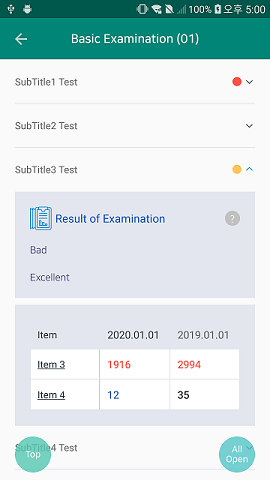 100% 오후 5:00
Basic Examination (01)
SubTitle1 Test
SubTitle2 Test
SubTitle3 Test
Result of Examination ?
Bad
Excellent
Item 2020.01.01 2019.01.01
Item 3 1916 2994
Item 4 12 35
SubTitle4 Test
Top
All
Open